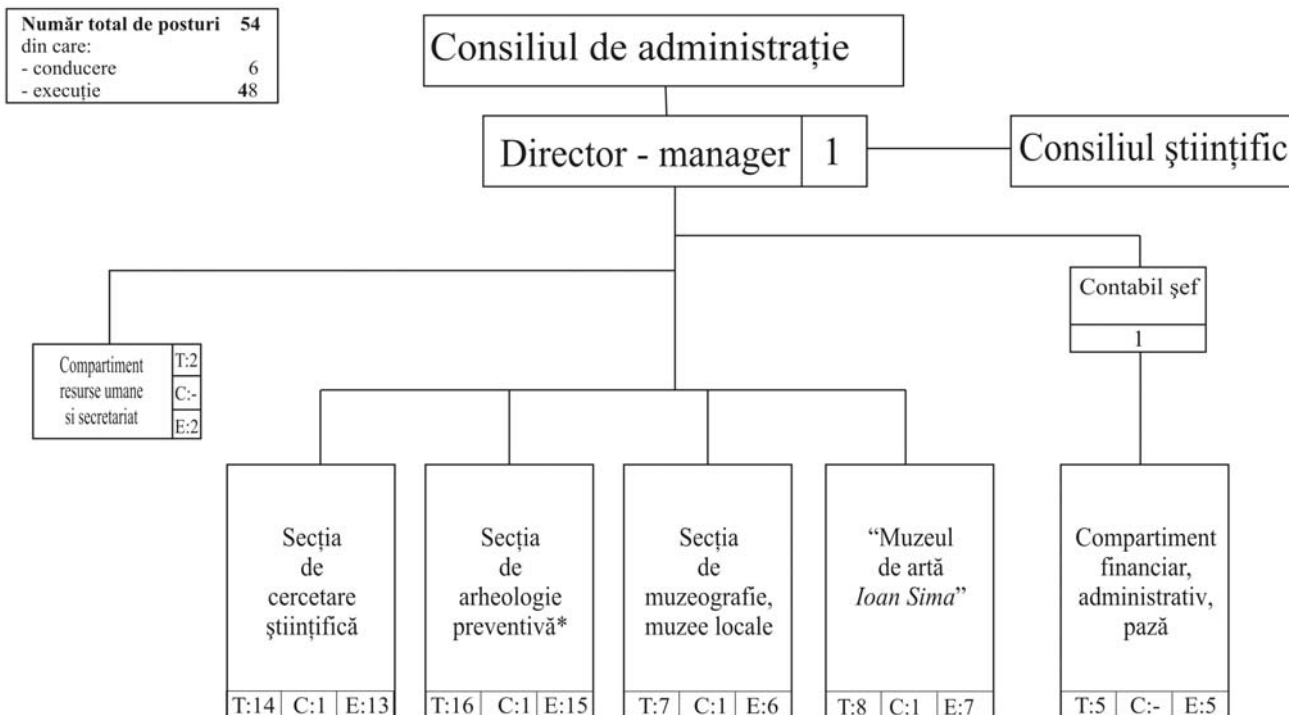 Număr total de posturi 54
din care:
- conducere 6
- execuție 48
Consiliul de administrație
Director - manager 1
Consiliul ştiințific
Contabil şef
1
Compartiment
resurse umane
si secretariat
T:2
C:-
E:2
Secția
de
cercetare
ştiințifică
T:14 C:1 E:13
Secția
de
arheologie
preventivă*
T:16 C:1 E:15
Secția
de
muzeografie,
muzee locale
T:7 C:1 E:6
“Muzeul
de artă
Ioan Sima”
T:8 C:1 E:7
Compartiment
financiar,
administrativ,
pază
T:5 C:- E:5